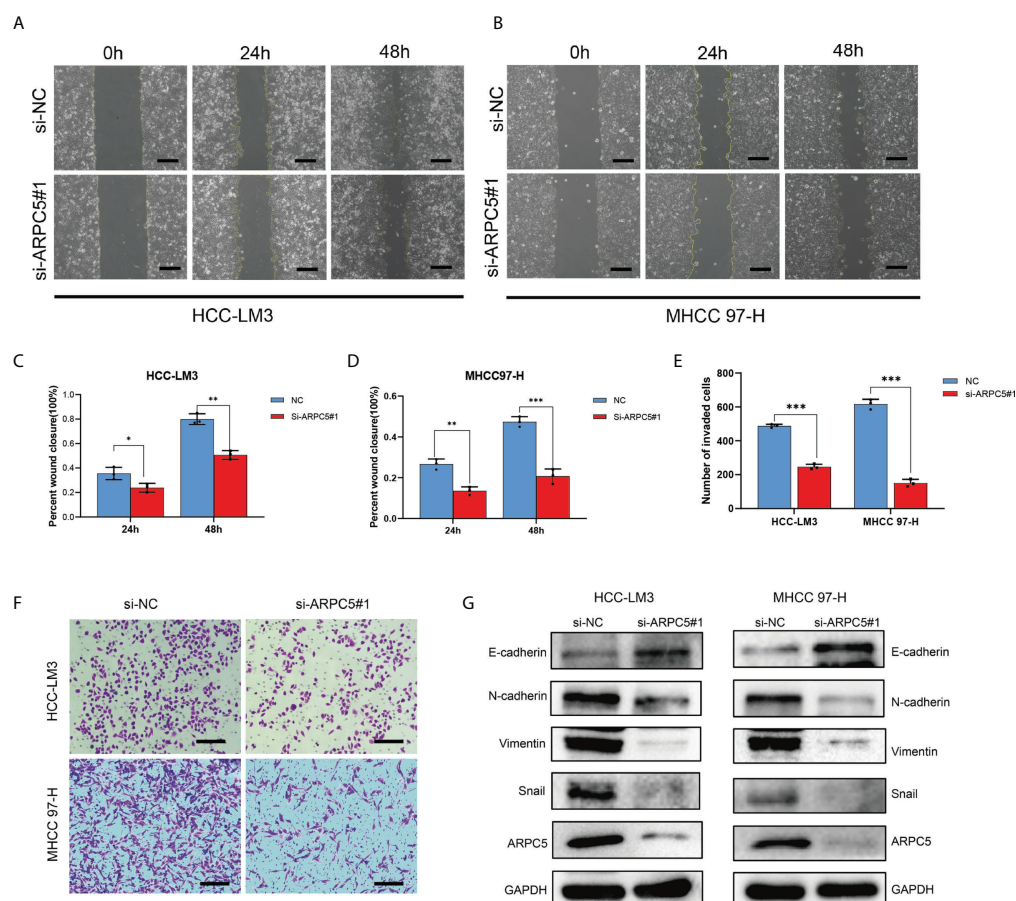 A
0h 24h 48h
si-NC
si-ARPC5#1
HCC-LM3
B
0h 24h 48h
si-NC
si-ARPC5#1
MHCC 97-H
C
HCC-LM3
Percent wound closure(100%)
1.0
0.8
0.6
0.4
0.2
0.0
* **
24h 48h
NC
Si-ARPC5#1
D
MHCC97-H
Percent wound closure(100%)
0.6
0.4
0.2
0.0
** ***
24h 48h
NC
Si-ARPC5#1
E
Number of invaded cells
800
600
400
200
0
*** ***
HCC-LM3 MHCC 97-H
NC
si-ARPC5#1
F
si-NC si-ARPC5#1
HCC-LM3
MHCC 97-H
G
HCC-LM3 MHCC 97-H
si-NC si-ARPC5#1 si-NC si-ARPC5#1
E-cadherin E-cadherin
N-cadherin N-cadherin
Vimentin Vimentin
Snail Snail
ARPC5 ARPC5
GAPDH GAPDH